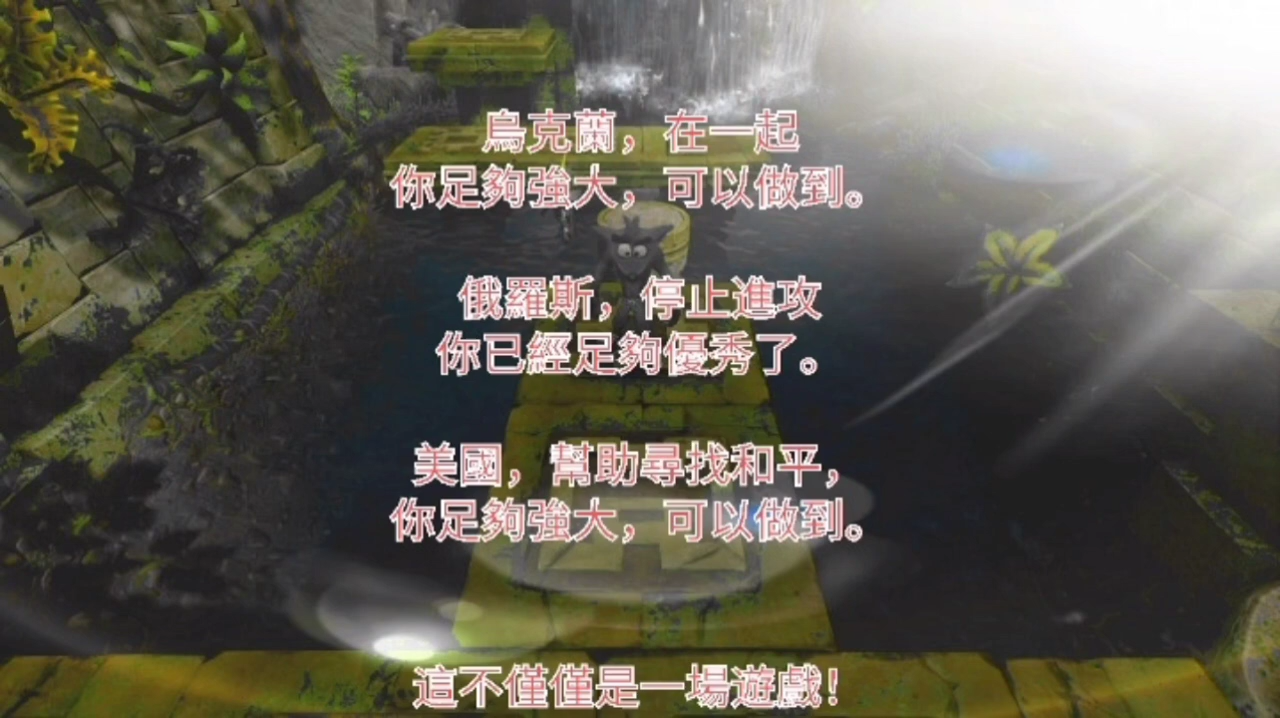 烏克蘭，在一起
你足夠強大，可以做到。
俄羅斯，停止進攻
你已經足夠優秀了。
美國，幫助尋找和平，
你足夠強大，可以做到。
這不僅僅是一場遊戲！